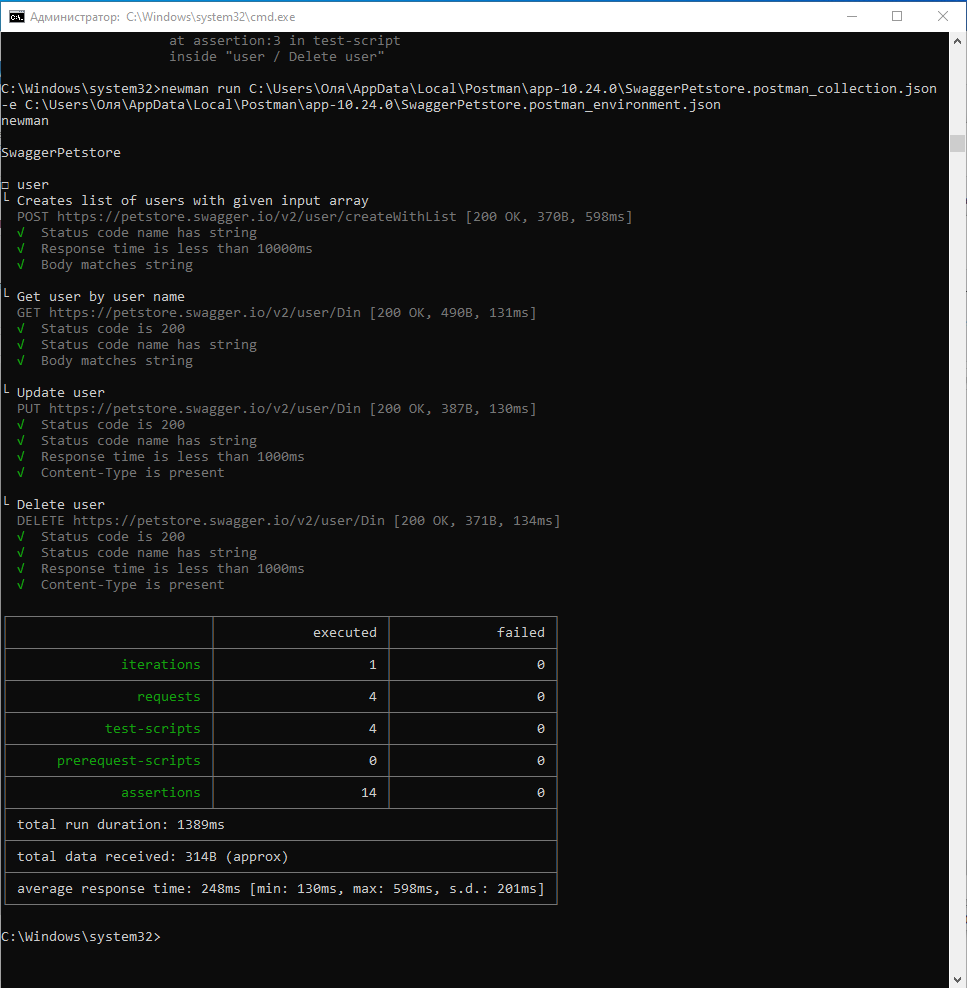 Администратор: C:\Windows\system32\cmd.exe
at assertion:3 in test-script
inside "user / Delete user"
C:\Windows\system32>newman run C:\Users\Оля\AppData\Local\Postman\app-10.24.0\SwaggerPetstore.postman_collection.json
-e C:\Users\Оля\AppData\Local\Postman\app-10.24.0\SwaggerPetstore.postman_environment.json
newman
SwaggerPetstore
□ user
└ Creates list of users with given input array
POST https://petstore.swagger.io/v2/user/createWithList [200 OK, 370B, 598ms]
√ Status code name has string
√ Response time is less than 10000ms
√ Body matches string
└ Get user by user name
GET https://petstore.swagger.io/v2/user/Din [200 OK, 490B, 131ms]
√ Status code is 200
√ Status code name has string
√ Body matches string
└ Update user
PUT https://petstore.swagger.io/v2/user/Din [200 OK, 387B, 130ms]
√ Status code is 200
√ Status code name has string
√ Response time is less than 1000ms
√ Content-Type is present
└ Delete user
DELETE https://petstore.swagger.io/v2/user/Din [200 OK, 371B, 134ms]
√ Status code is 200
√ Status code name has string
√ Response time is less than 1000ms
√ Content-Type is present
executed failed
iterations 1 0
requests 4 0
test-scripts 4 0
prerequest-scripts 0 0
assertions 14 0
total run duration: 1389ms
total data received: 314B (approx)
average response time: 248ms [min: 130ms, max: 598ms, s.d.: 201ms]
C:\Windows\system32>